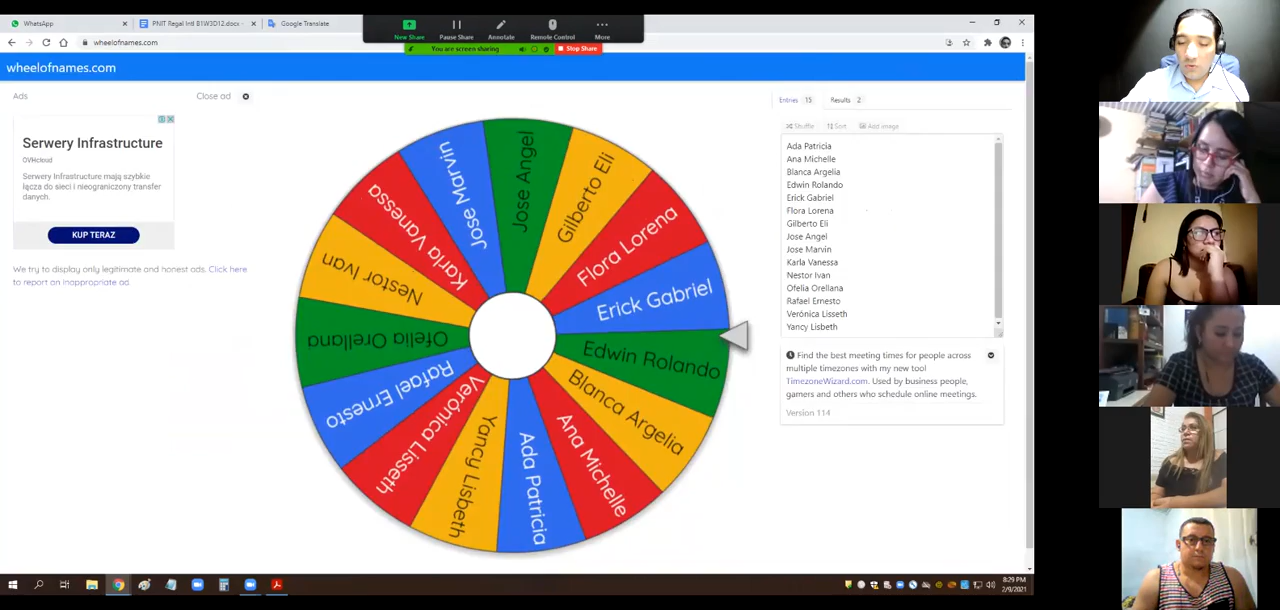 WhatsApp
PNIT Regal Intl B1W3D12.docx -
Google Translate
New Share
Pause Share
Annotate
Remote Control
More
You are screen sharing
Stop Share
wheelofnames.com
wheelofnames.com
Ads
Close ad
Serwery Infrastructure
OVHcloud
Serwery Infrastructure mają szybkie
łącza do sieci i nieograniczony transfer
danych.
KUP TERAZ
We try to display only legitimate and honest ads. Click here
to report an inappropriate ad.
Jose Angel
Gilberto Eli
Flora Lorena
Erick Gabriel
Edwin Rolando
Blanca Argelia
Ana Michelle
Ada Patricia
Yancy Lisbeth
Verónica Lisseth
Rafael Ernesto
Ofelia Orellana
Nestor Ivan
Karla Vanessa
Jose Marvin
Entries 15
Results 2
Shuffle
Sort
Add image
Ada Patricia
Ana Michelle
Blanca Argelia
Edwin Rolando
Erick Gabriel
Flora Lorena
Gilberto Eli
Jose Angel
Jose Marvin
Karla Vanessa
Nestor Ivan
Ofelia Orellana
Rafael Ernesto
Verónica Lisseth
Yancy Lisbeth
Find the best meeting times for people across
multiple timezones with my new tool
TimezoneWizard.com. Used by business people,
gamers and others who schedule online meetings.
Version 114
8:29 PM
2/9/2021